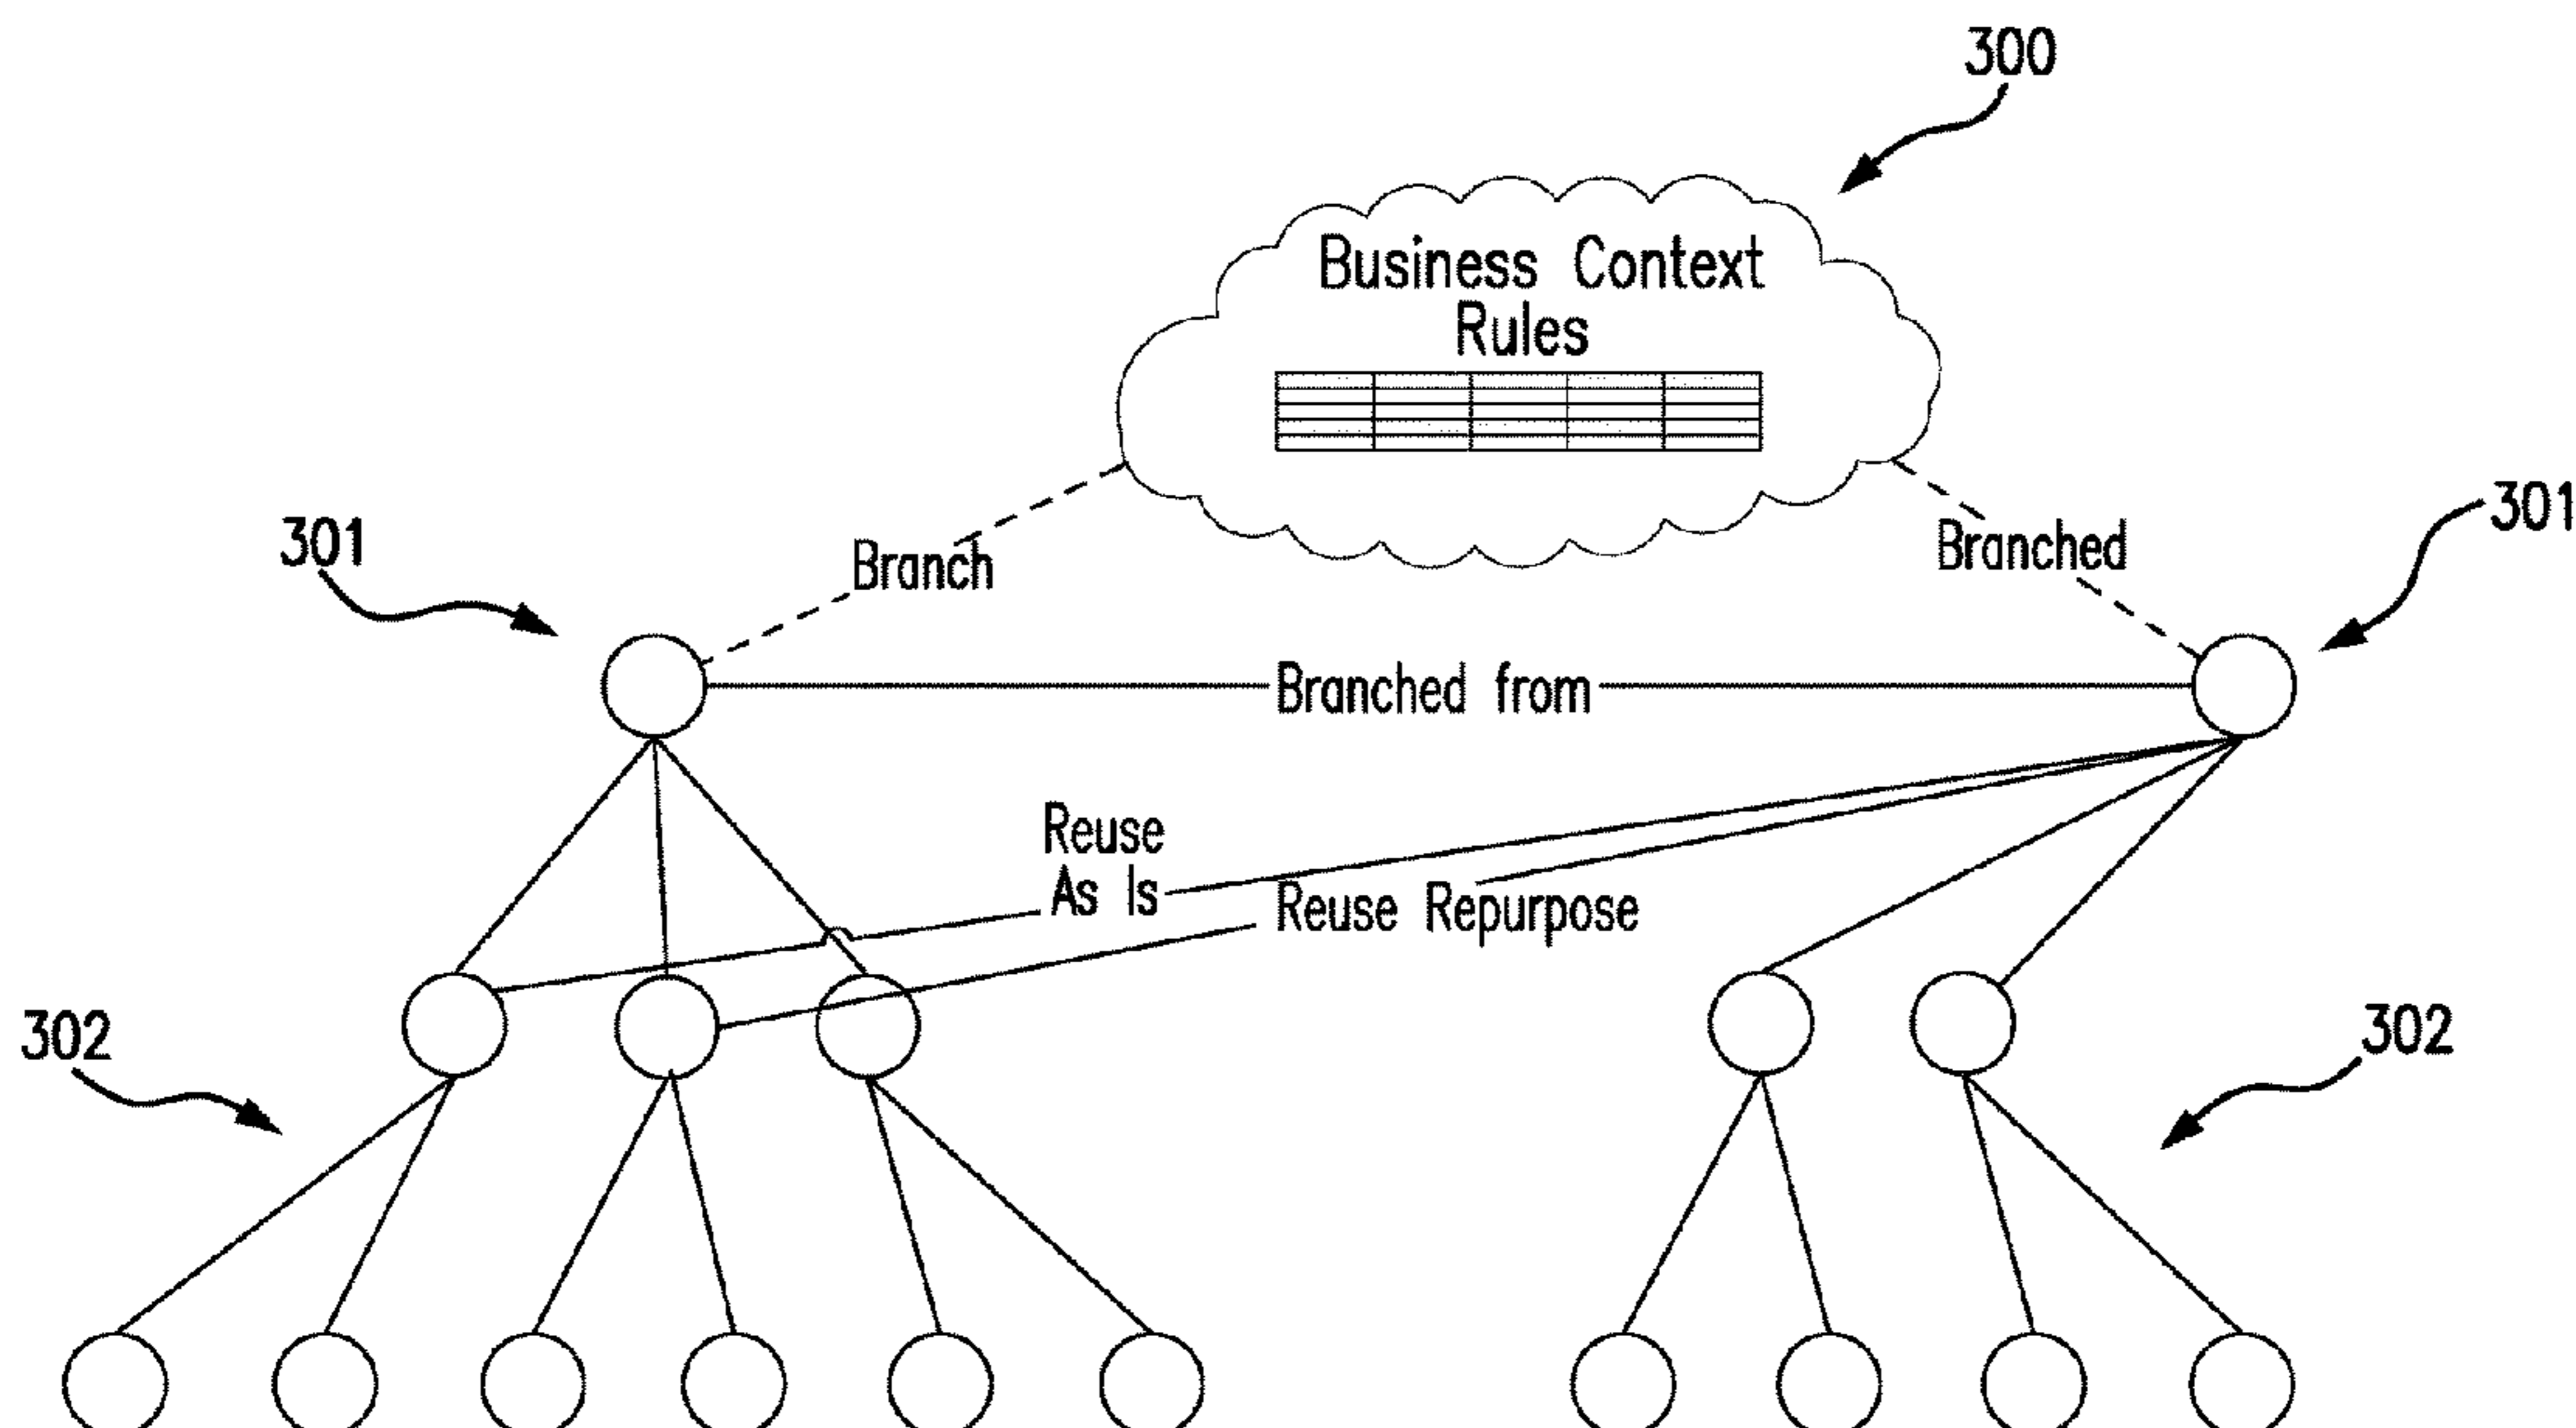 300
Business Context
Rules
301
Branch
Branched
301
Branched from
Reuse
As Is
Reuse Repurpose
302
302